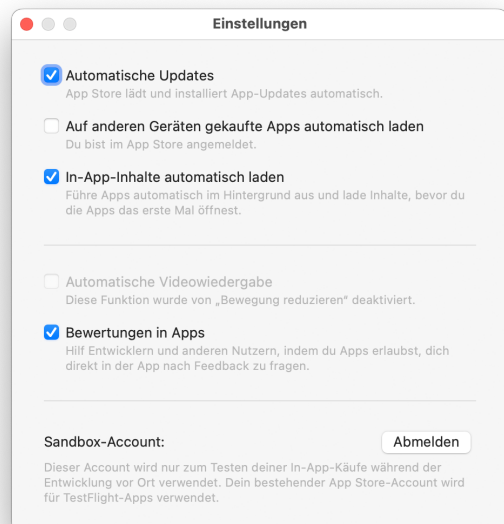 Einstellungen
Automatische Updates
App Store lädt und installiert App-Updates automatisch.
Auf anderen Geräten gekaufte Apps automatisch laden
Du bist im App Store angemeldet.
In-App-Inhalte automatisch laden
Führe Apps automatisch im Hintergrund aus und lade Inhalte, bevor du
die Apps das erste Mal öffnest.
Automatische Videowiedergabe
Diese Funktion wurde von „Bewegung reduzieren“ deaktiviert.
Bewertungen in Apps
Hilf Entwicklern und anderen Nutzern, indem du Apps erlaubst, dich
direkt in der App nach Feedback zu fragen.
Sandbox-Account: Abmelden
Dieser Account wird nur zum Testen deiner In-App-Käufe während der
Entwicklung vor Ort verwendet. Dein bestehender App Store-Account wird
für TestFlight-Apps verwendet.